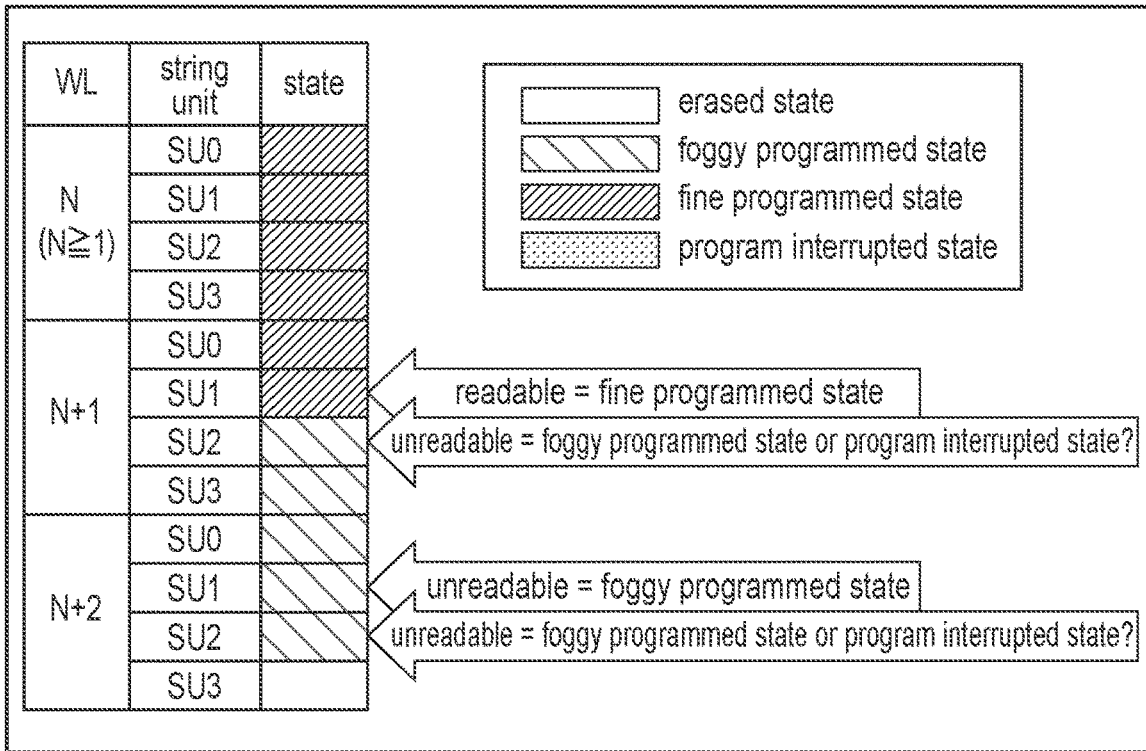 WL
string
unit
state
N
(N≧1)
SU0
SU1
SU2
SU3
N+1
SU0
SU1
SU2
SU3
N+2
SU0
SU1
SU2
SU3
erased state
foggy programmed state
fine programmed state
program interrupted state
readable = fine programmed state
unreadable = foggy programmed state or program interrupted state?
unreadable = foggy programmed state
unreadable = foggy programmed state or program interrupted state?